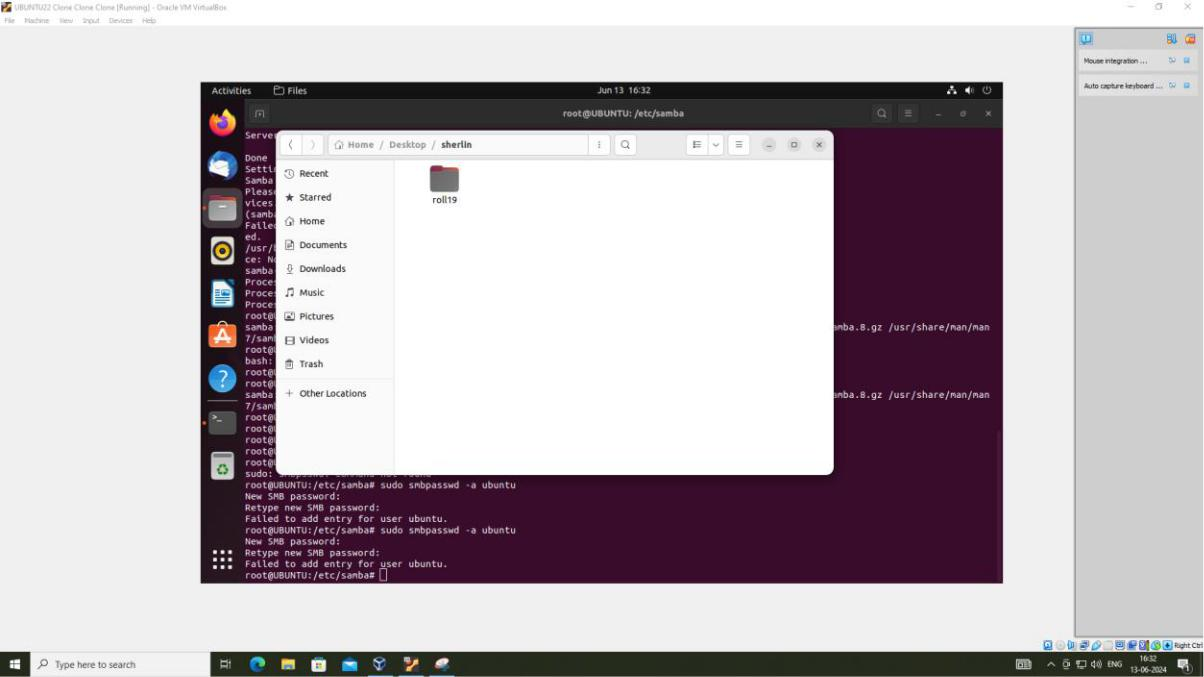 UBUNTU22 Clone Clone Clone [Running] - Oracle VM VirtualBox
File Machine View Input Devices Help
Mouse integration ...
Auto capture keyboard ...
Activities Files Jun 13 16:32
root@UBUNTU: /etc/samba
Home / Desktop / sherlin
Recent
Starred
Home
Documents
Downloads
Music
Pictures
Videos
Trash
+ Other Locations
roll19
Server
Done
Setti
Samba
Pleas
vices
(samb
Faile
ed.
/usr/
ce: N
samba
Proce
Proce
Proce
root@
samba amba.8.gz /usr/share/man/man
7/sam
root@
bash:
root@
root@
samba amba.8.gz /usr/share/man/man
7/sam
root@
root@
root@
root@
root@
sudo: smbpasswd: command not found
root@UBUNTU:/etc/samba# sudo smbpasswd -a ubuntu
New SMB password:
Retype new SMB password:
Failed to add entry for user ubuntu.
root@UBUNTU:/etc/samba# sudo smbpasswd -a ubuntu
New SMB password:
Retype new SMB password:
Failed to add entry for user ubuntu.
root@UBUNTU:/etc/samba#
Right Ctrl
Type here to search
ENG 16:32
13-06-2024